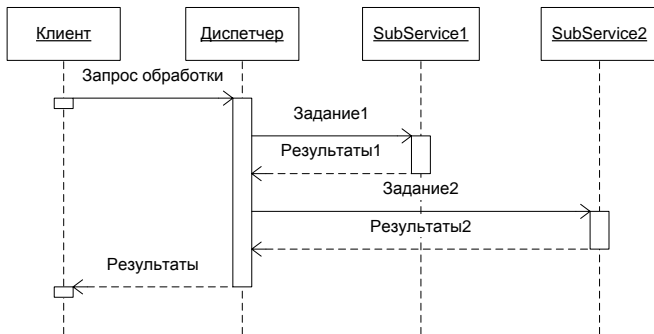 Клиент Диспетчер SubService1 SubService2
Запрос обработки
Задание1
Результаты1
Задание2
Результаты2
Результаты